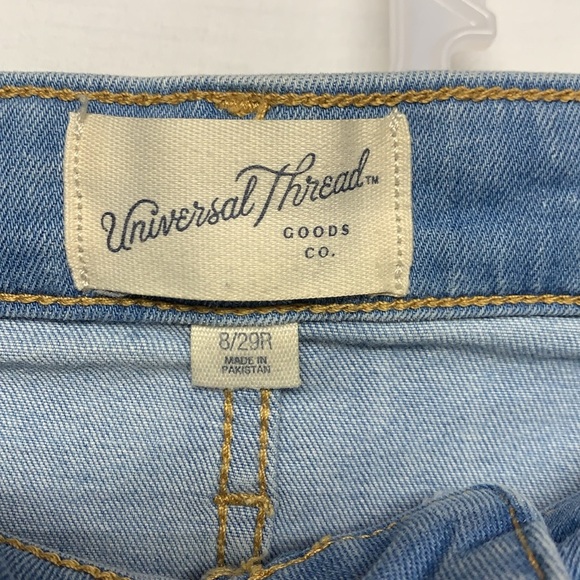 Universal Thread™
GOODS
CO.
8/29R
MADE IN
PAKISTAN